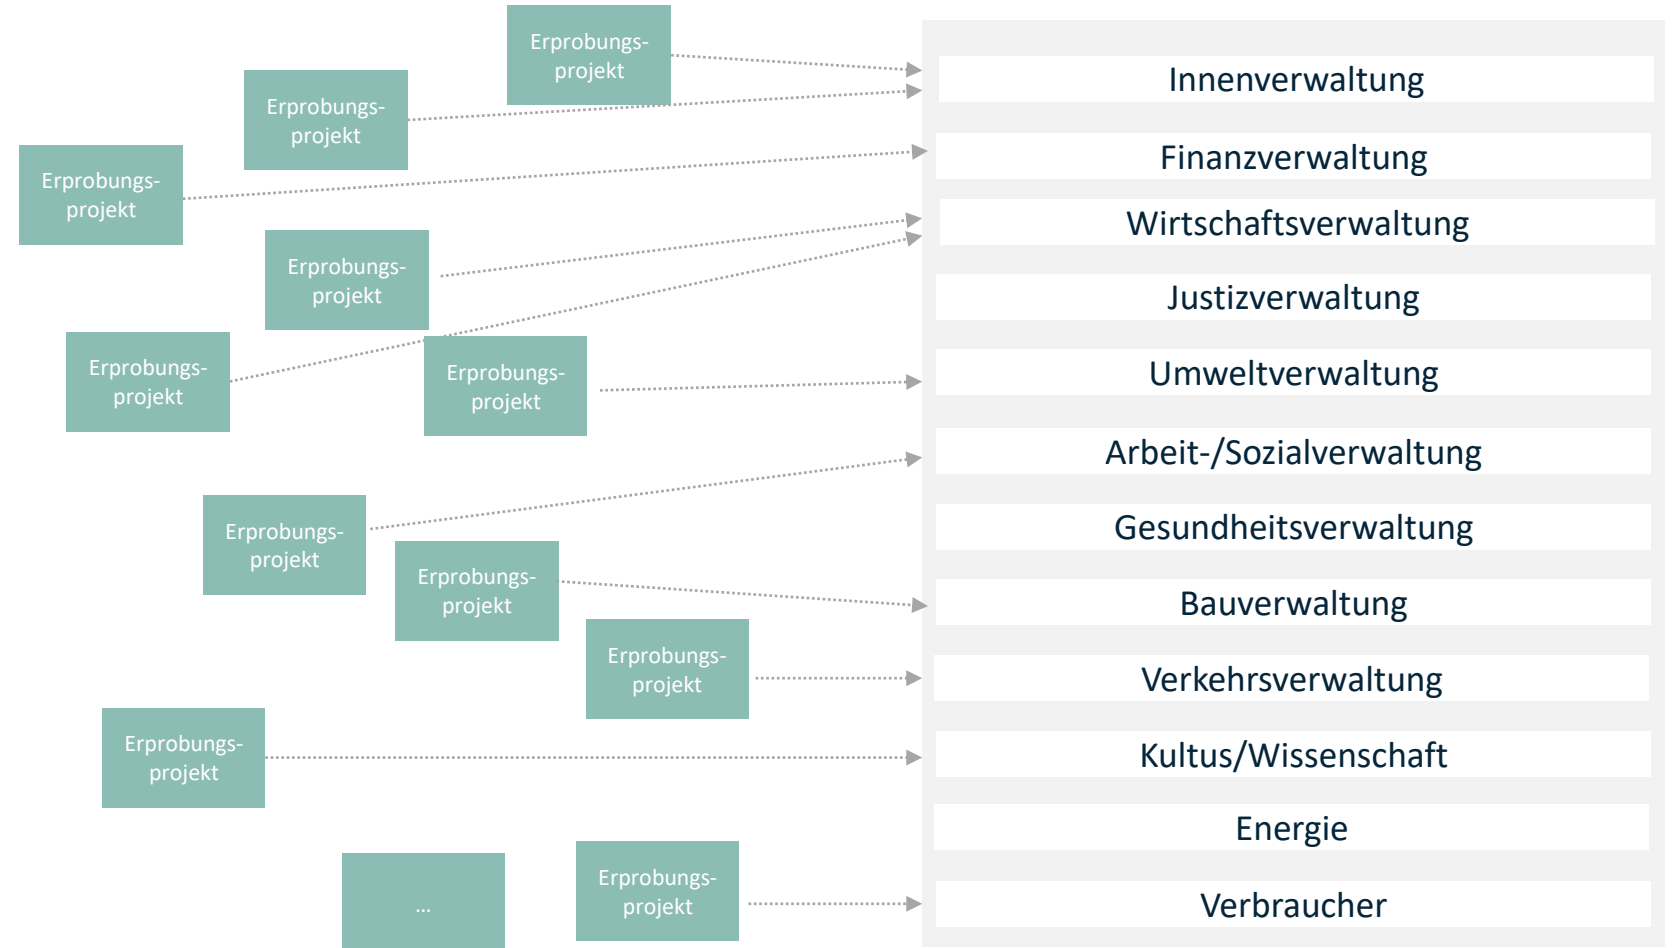 Erprobungs-
projekt
Erprobungs-
projekt
Erprobungs-
projekt
Erprobungs-
projekt
Erprobungs-
projekt
Erprobungs-
projekt
Erprobungs-
projekt
Erprobungs-
projekt
Erprobungs-
projekt
Erprobungs-
projekt
Erprobungs-
projekt
...
Innenverwaltung
Finanzverwaltung
Wirtschaftsverwaltung
Justizverwaltung
Umweltverwaltung
Arbeit-/Sozialverwaltung
Gesundheitsverwaltung
Bauverwaltung
Verkehrsverwaltung
Kultus/Wissenschaft
Energie
Verbraucher